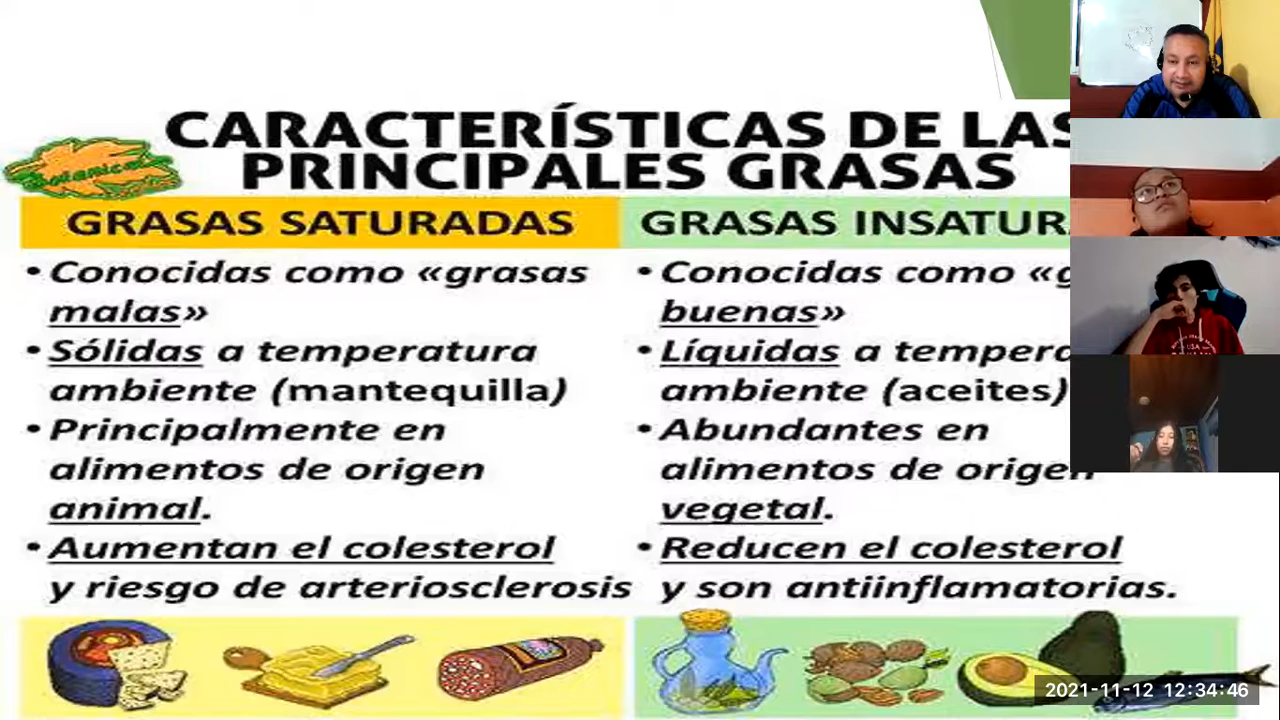 CARACTERÍSTICAS DE LAS
PRINCIPALES GRASAS
Botanical
GRASAS SATURADAS
• Conocidas como «grasas
malas»
• Sólidas a temperatura
ambiente (mantequilla)
• Principalmente en
alimentos de origen
animal.
• Aumentan el colesterol
y riesgo de arteriosclerosis
GRASAS INSATUR
• Conocidas como «g
buenas»
• Líquidas a tempera
ambiente (aceites)
• Abundantes en
alimentos de origen
vegetal.
• Reducen el colesterol
y son antiinflamatorias.
USA
2021-11-12 12:34:46